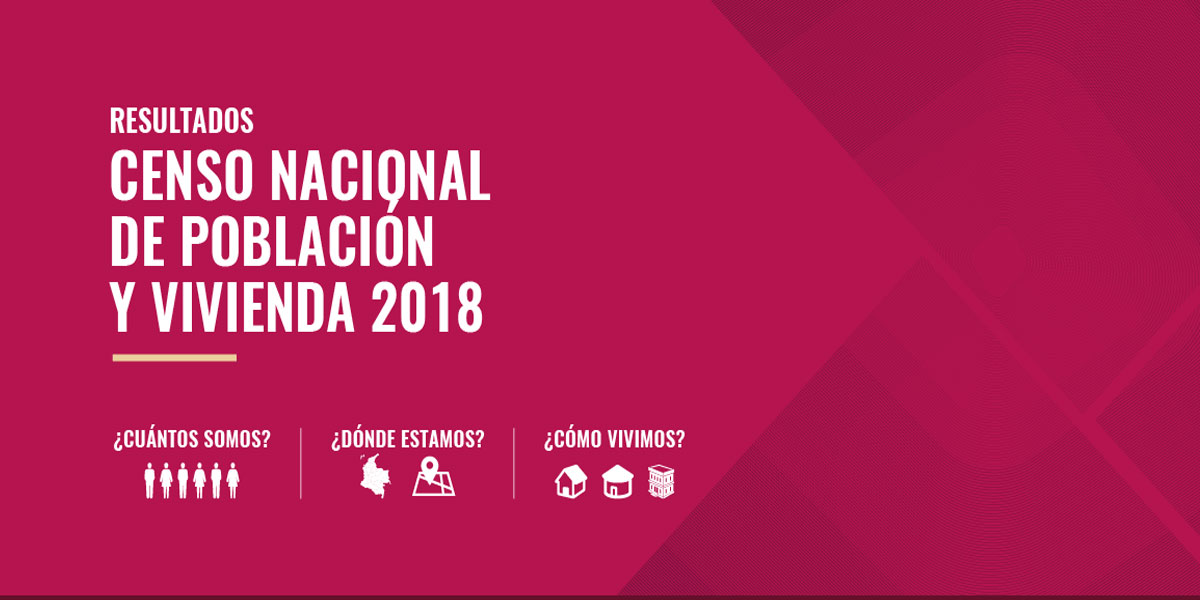 RESULTADOS
CENSO NACIONAL
DE POBLACIÓN
Y VIVIENDA 2018
¿CUÁNTOS SOMOS?
¿DÓNDE ESTAMOS?
¿CÓMO VIVIMOS?